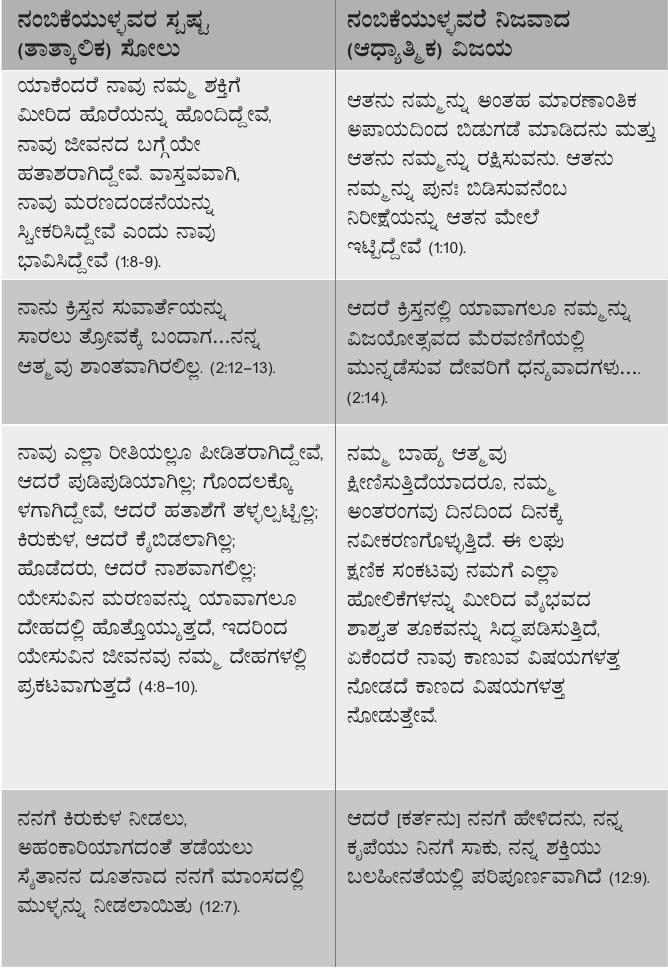 ನಂಬಿಕೆಯುಳ್ಳವರ ಸ್ಪಷ್ಟ
(ತಾತ್ಕಾಲಿಕ) ಸೋಲು
ನಂಬಿಕೆಯುಳ್ಳವರೆ ನಿಜವಾದ
(ಆಧ್ಯಾತ್ಮಿಕ) ವಿಜಯ
ಯಾಕೆಂದರೆ ನಾವು ನಮ್ಮ ಶಕ್ತಿಗೆ
ಮೀರಿದ ಹೊರೆಯನ್ನು ಹೊಂದಿದ್ದೇವೆ,
ನಾವು ಜೀವನದ ಬಗ್ಗೆಯೇ
ಹತಾಶರಾಗಿದ್ದೇವೆ. ವಾಸ್ತವವಾಗಿ,
ನಾವು ಮರಣದಂಡನೆಯನ್ನು
ಸ್ವೀಕರಿಸಿದ್ದೇವೆ ಎಂದು ನಾವು
ಭಾವಿಸಿದ್ದೇವೆ (1:8-9).
ಆತನು ನಮ್ಮನ್ನು ಅಂತಹ ಮಾರಣಾಂತಿಕ
ಅಪಾಯದಿಂದ ಬಿಡುಗಡೆ ಮಾಡಿದನು ಮತ್ತು
ಆತನು ನಮ್ಮನ್ನು ರಕ್ಷಿಸುವನು. ಆತನು
ನಮ್ಮನ್ನು ಪುನಃ ಬಿಡಿಸುವನೆಂಬ
ನಿರೀಕ್ಷೆಯನ್ನು ಆತನ ಮೇಲೆ
ಇಟ್ಟಿದ್ದೇವೆ (1:10).
ನಾನು ಕ್ರಿಸ್ತನ ಸುವಾರ್ತೆಯನ್ನು
ಸಾರಲು ತ್ರೋವಕ್ಕೆ ಬಂದಾಗ...ನನ್ನ
ಆತ್ಮವು ಶಾಂತವಾಗಿರಲಿಲ್ಲ. (2:12–13).
ಆದರೆ ಕ್ರಿಸ್ತನಲ್ಲಿ ಯಾವಾಗಲೂ ನಮ್ಮನ್ನು
ವಿಜಯೋತ್ಸವದ ಮೆರವಣಿಗೆಯಲ್ಲಿ
ಮುನ್ನಡೆಸುವ ದೇವರಿಗೆ ಧನ್ಯವಾದಗಳು....
(2:14).
ನಾವು ಎಲ್ಲಾ ರೀತಿಯಲ್ಲೂ ಪೀಡಿತರಾಗಿದ್ದೇವೆ,
ಆದರೆ ಪುಡಿಪುಡಿಯಾಗಿಲ್ಲ; ಗೊಂದಲಕ್ಕೊ
ಳಗಾಗಿದ್ದೇವೆ, ಆದರೆ ಹತಾಶೆಗೆ ತಳ್ಳಲ್ಪಟ್ಟಿಲ್ಲ;
ಕಿರುಕುಳ, ಆದರೆ ಕೈಬಿಡಲಾಗಿಲ್ಲ;
ಹೊಡೆದರು, ಆದರೆ ನಾಶವಾಗಲಿಲ್ಲ;
ಯೇಸುವಿನ ಮರಣವನ್ನು ಯಾವಾಗಲೂ
ದೇಹದಲ್ಲಿ ಹೊತ್ತೊಯ್ಯುತ್ತದೆ, ಇದರಿಂದ
ಯೇಸುವಿನ ಜೀವನವು ನಮ್ಮ ದೇಹಗಳಲ್ಲಿ
ಪ್ರಕಟವಾಗುತ್ತದೆ (4:8–10).
ನಮ್ಮ ಬಾಹ್ಯ ಆತ್ಮವು
ಕ್ಷೀಣಿಸುತ್ತಿದೆಯಾದರೂ, ನಮ್ಮ
ಅಂತರಂಗವು ದಿನದಿಂದ ದಿನಕ್ಕೆ
ನವೀಕರಣಗೊಳ್ಳುತ್ತಿದೆ. ಈ ಲಘು
ಕ್ಷಣಿಕ ಸಂಕಟವು ನಮಗೆ ಎಲ್ಲಾ
ಹೋಲಿಕೆಗಳನ್ನು ಮೀರಿದ ವೈಭವದ
ಶಾಶ್ವತ ತೂಕವನ್ನು ಸಿದ್ಧಪಡಿಸುತ್ತಿದೆ,
ಏಕೆಂದರೆ ನಾವು ಕಾಣುವ ವಿಷಯಗಳತ್ತ
ನೋಡದೆ ಕಾಣದ ವಿಷಯಗಳತ್ತ
ನೋಡುತ್ತೇವೆ.
ನನಗೆ ಕಿರುಕುಳ ನೀಡಲು,
ಅಹಂಕಾರಿಯಾಗದಂತೆ ತಡೆಯಲು
ಸೈತಾನನ ದೂತನಾದ ನನಗೆ ಮಾಂಸದಲ್ಲಿ
ಮುಳ್ಳನ್ನು ನೀಡಲಾಯಿತು (12:7).
ಆದರೆ [ಕರ್ತನು] ನನಗೆ ಹೇಳಿದನು, ನನ್ನ
ಕೃಪೆಯು ನಿನಗೆ ಸಾಕು, ನನ್ನ ಶಕ್ತಿಯು
ಬಲಹೀನತೆಯಲ್ಲಿ ಪರಿಪೂರ್ಣವಾಗಿದೆ (12:9).